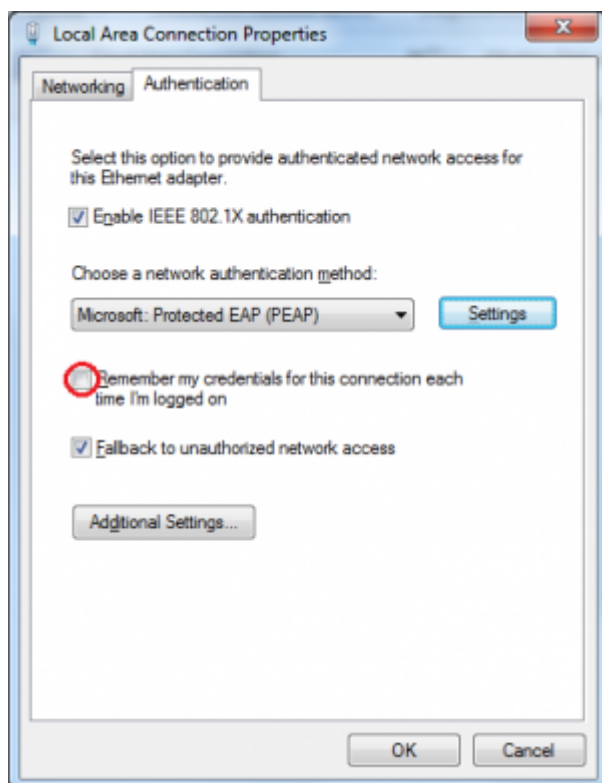 Local Area Connection Properties
Networking
Authentication
Select this option to provide authenticated network access for
this Ethernet adapter.
Enable IEEE 802.1X authentication
Choose a network authentication method:
Microsoft: Protected EAP (PEAP)
Settings
Remember my credentials for this connection each
time I'm logged on
Fallback to unauthorized network access
Additional Settings...
OK
Cancel